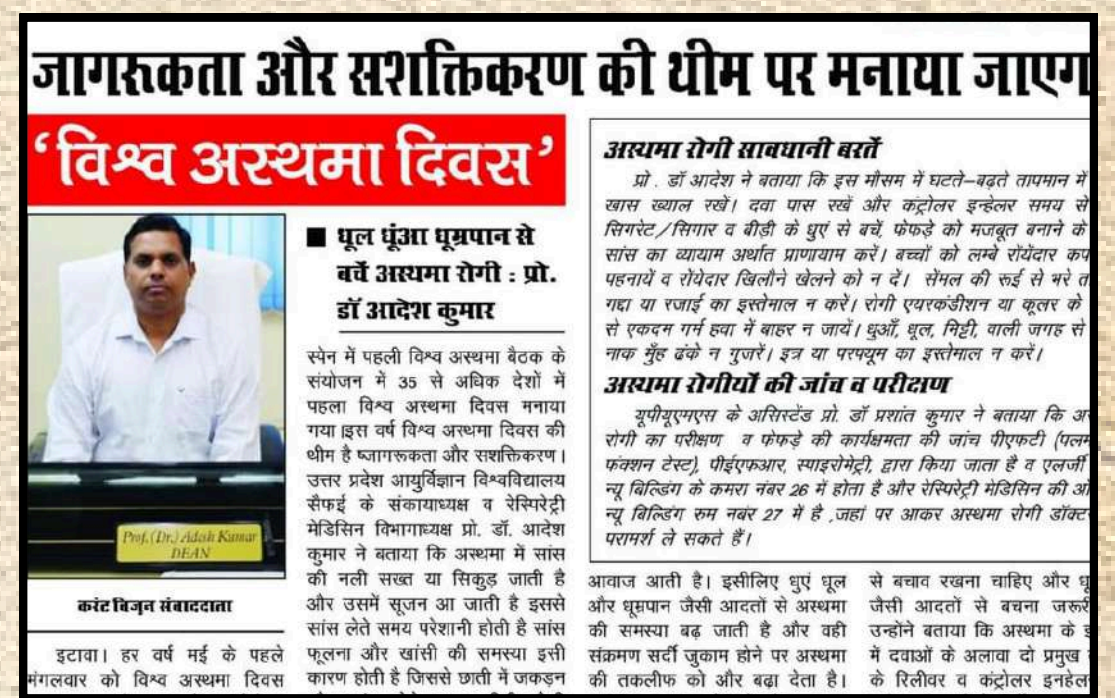 जागरूकता और सशक्तिकरण की थीम पर मनाया जाएग
‘विश्व अस्थमा दिवस’
■ धूल धूंआ धूम्रपान से
बचें अस्थमा रोगी : प्रो.
डॉ आदेश कुमार
Prof. (Dr.) Adesh Kumar
DEAN
करंट विजन संवाददाता
इटावा। हर वर्ष मई के पहले
मंगलवार को विश्व अस्थमा दिवस
स्पेन में पहली विश्व अस्थमा बैठक के
संयोजन में 35 से अधिक देशों में
पहला विश्व अस्थमा दिवस मनाया
गया।इस वर्ष विश्व अस्थमा दिवस की
थीम है ष्जागरूकता और सशक्तिकरण।
उत्तर प्रदेश आयुर्विज्ञान विश्वविद्यालय
सैफई के संकायाध्यक्ष व रेस्पिरेट्री
मेडिसिन विभागाध्यक्ष प्रो. डॉ. आदेश
कुमार ने बताया कि अस्थमा में सांस
की नली सख्त या सिकुड़ जाती है
और उसमें सूजन आ जाती है इससे
सांस लेते समय परेशानी होती है सांस
फूलना और खांसी की समस्या इसी
कारण होती है जिससे छाती में जकड़न
अस्थमा रोगी सावधानी बरतें
प्रो . डॉ आदेश ने बताया कि इस मौसम में घटते–बढ़ते तापमान में
खास ख्याल रखें। दवा पास रखें और कंट्रोलर इन्हेलर समय से
सिगरेट/सिगार व बीड़ी के धुएं से बचें, फेफड़े को मजबूत बनाने के
सांस का व्यायाम अर्थात प्राणायाम करें। बच्चों को लम्बे रोंयेदार कप
पहनायें व रोंयेदार खिलौने खेलने को न दें। सेंमल की रूई से भरे त
गद्दा या रजाई का इस्तेमाल न करें। रोगी एयरकंडीशन या कूलर के
से एकदम गर्म हवा में बाहर न जायें। धुआँ, धूल, मिट्टी, वाली जगह से
नाक मुँह ढंके न गुजरें। इत्र या परफ्यूम का इस्तेमाल न करें।
अस्थमा रोगीयों की जांच व परीक्षण
यूपीयूएमएस के असिस्टेंड प्रो. डॉ प्रशांत कुमार ने बताया कि अ
रोगी का परीक्षण व फेफड़े की कार्यक्षमता की जांच पीएफटी (पलम
फंक्शन टेस्ट), पीईएफआर, स्पाइरोमेट्री, द्वारा किया जाता है व एलर्जी
न्यू बिल्डिंग के कमरा नंबर 26 में होता है और रेस्पिरेट्री मेडिसिन की ओ
न्यू बिल्डिंग रुम नबंर 27 में है ,जहां पर आकर अस्थमा रोगी डॉक्ट
परामर्श ले सकते हैं।
आवाज आती है। इसीलिए धुएं धूल
और धूम्रपान जैसी आदतों से अस्थमा
की समस्या बढ़ जाती है और वही
संक्रमण सर्दी जुकाम होने पर अस्थमा
की तकलीफ को और बढ़ा देता है।
से बचाव रखना चाहिए और धू
जैसी आदतों से बचना जरूरी
उन्होंने बताया कि अस्थमा के इ
में दवाओं के अलावा दो प्रमुख
के रिलीवर व कंट्रोलर इनहेल